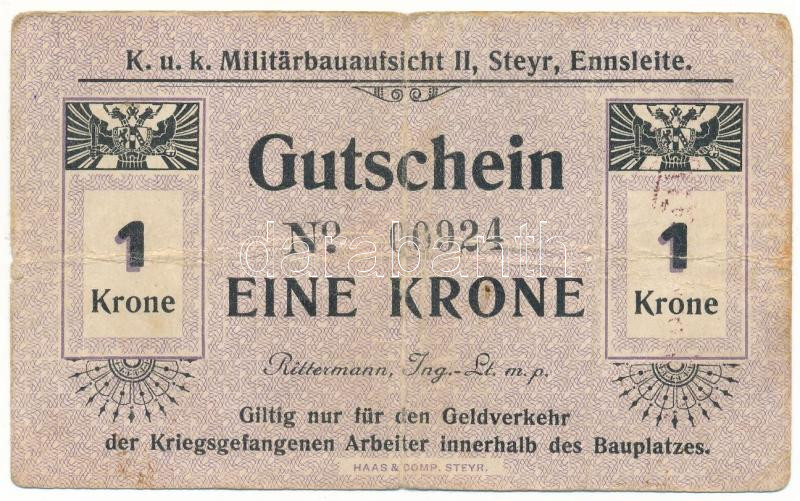 K. u. k. Militärbauaufsicht II, Steyr, Ennsleite.
Gutschein
No 00924
EINE KRONE
1
Krone
1
Krone
Rittermann, Ing.-Lt. m. p.
Giltig nur für den Geldverkehr
der Kriegsgefangenen Arbeiter innerhalb des Bauplatzes.
HAAS & COMP. STEYR.
darabanth